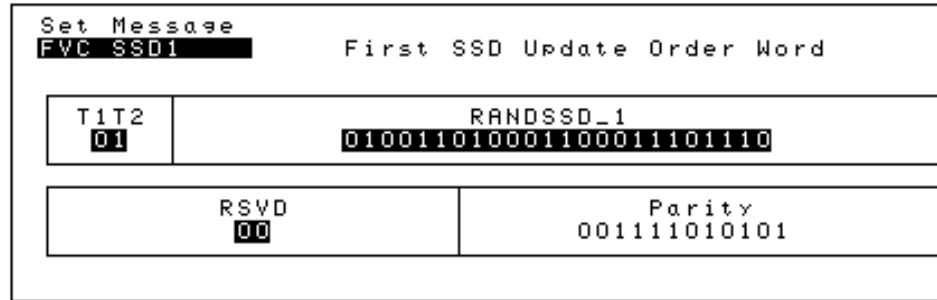 Set Message
FVC SSD1 First SSD Update Order Word
T1T2 RANDSSD_1
01 010011010001100011101110
RSVD Parity
00 001111010101